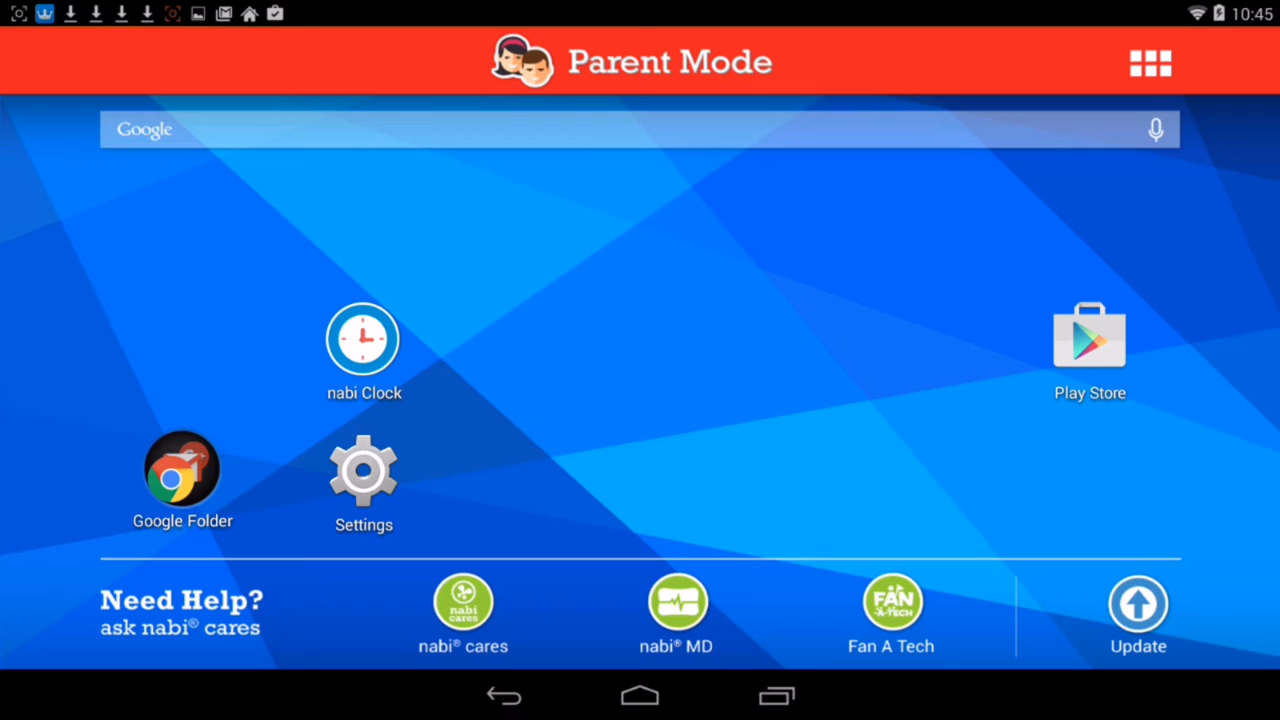 10:45
Parent Mode
Google
nabi Clock
Play Store
Google Folder
Settings
Need Help?
ask nabi® cares
nabi cares
nabi® cares
nabi® MD
FAN
A-TECH
Fan A Tech
Update